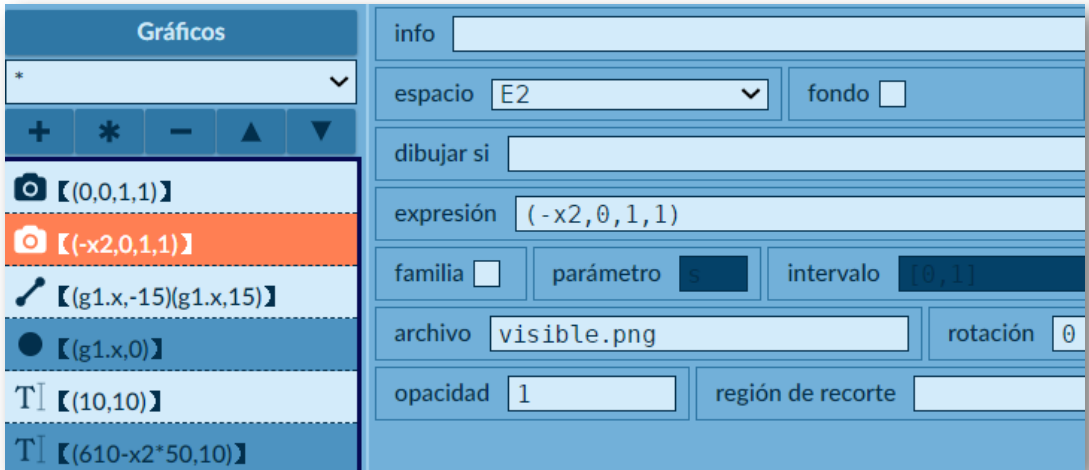 Gráficos
*
【(0,0,1,1)】
【(-x2,0,1,1)】
【(g1.x,-15)(g1.x,15)】
【(g1.x,0)】
T 【(10,10)】
T 【(610-x2*50,10)】
info
espacio E2 fondo
dibujar si
expresión (-x2,0,1,1)
familia parámetro s intervalo [0,1]
archivo visible.png rotación 0
opacidad 1 región de recorte